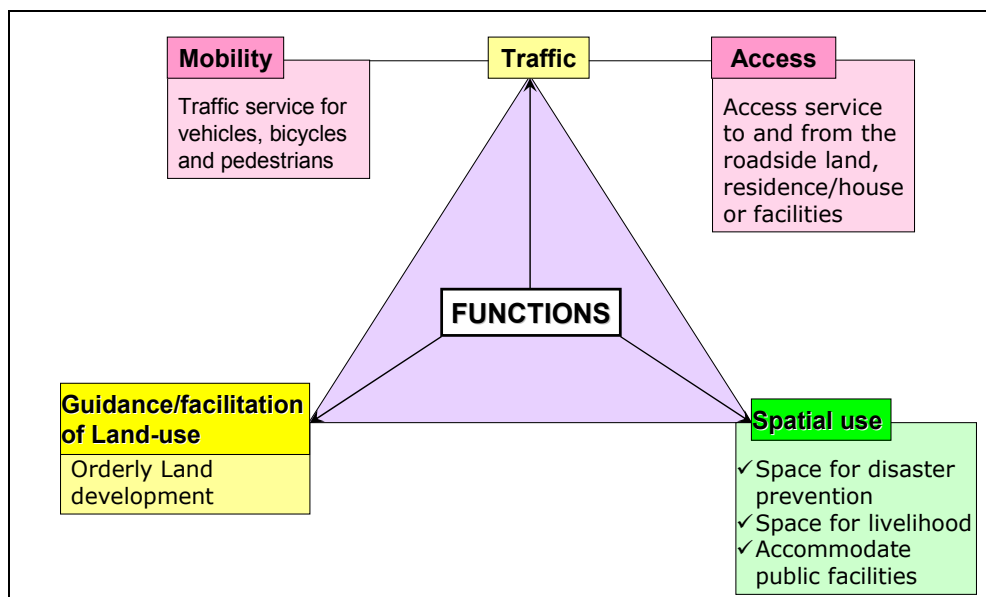 Mobility
Traffic service for
vehicles, bicycles
and pedestrians
Traffic
Access
Access service
to and from the
roadside land,
residence/house
or facilities
FUNCTIONS
Guidance/facilitation
of Land-use
Orderly Land
development
Spatial use
✓Space for disaster
prevention
✓Space for livelihood
✓Accommodate
public facilities